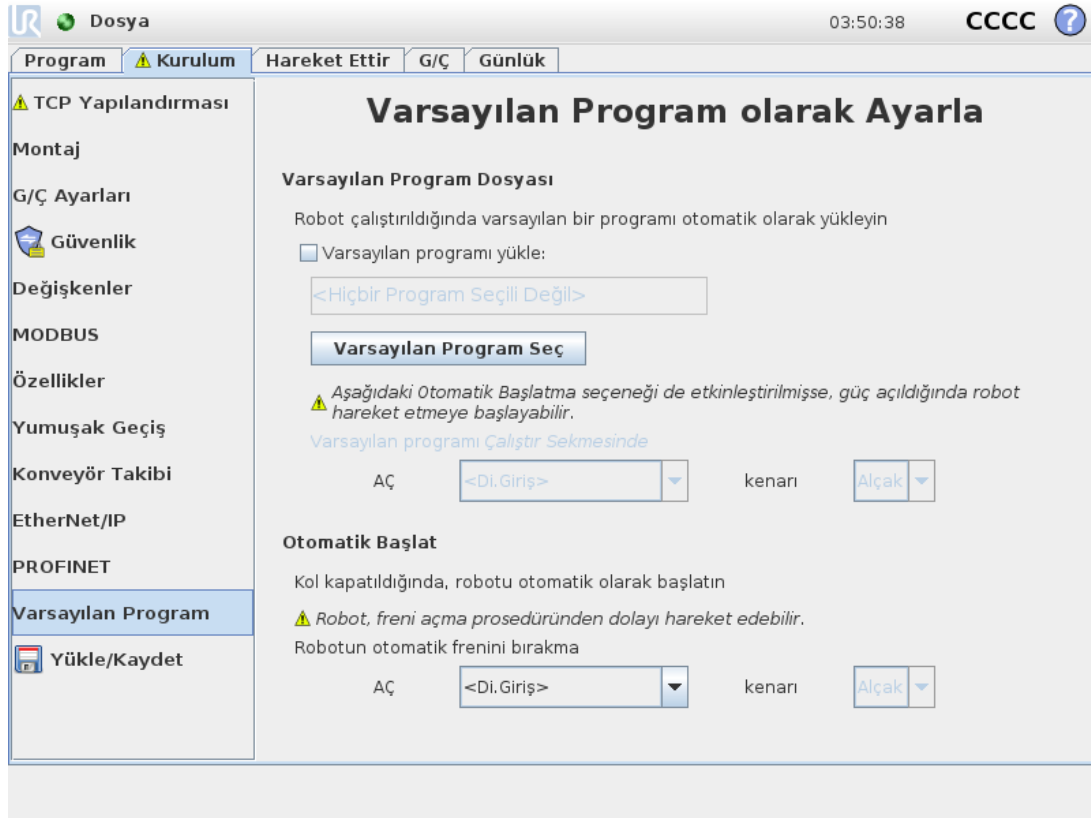 UR Dosya 03:50:38 CCCC ?
Program Kurulum Hareket Ettir G/Ç Günlük
TCP Yapılandırması
Montaj
G/Ç Ayarları
Güvenlik
Değişkenler
MODBUS
Özellikler
Yumuşak Geçiş
Konveyör Takibi
EtherNet/IP
PROFINET
Varsayılan Program
Yükle/Kaydet
Varsayılan Program olarak Ayarla
Varsayılan Program Dosyası
Robot çalıştırıldığında varsayılan bir programı otomatik olarak yükleyin
Varsayılan programı yükle:
<Hiçbir Program Seçili Değil>
Varsayılan Program Seç
Aşağıdaki Otomatik Başlatma seçeneği de etkinleştirilmişse, güç açıldığında robot
hareket etmeye başlayabilir.
Varsayılan programı Çalıştır Sekmesinde
AÇ <Di.Giriş> kenarı Alçak
Otomatik Başlat
Kol kapatıldığında, robotu otomatik olarak başlatın
Robot, freni açma prosedüründen dolayı hareket edebilir.
Robotun otomatik frenini bırakma
AÇ <Di.Giriş> kenarı Alçak